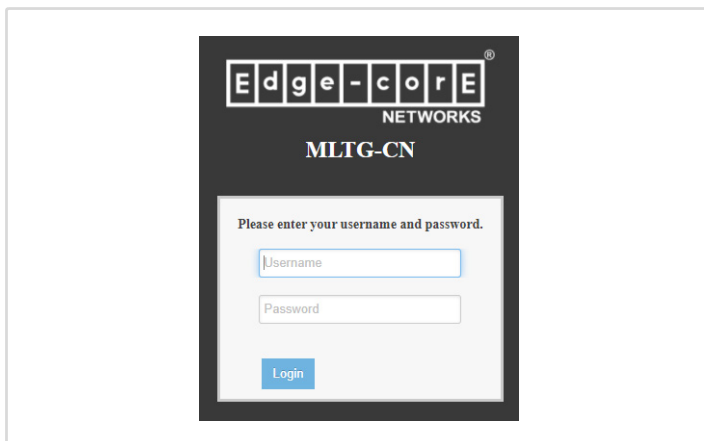 Edge-corE®
NETWORKS
MLTG-CN
Please enter your username and password.
Username
Password
Login